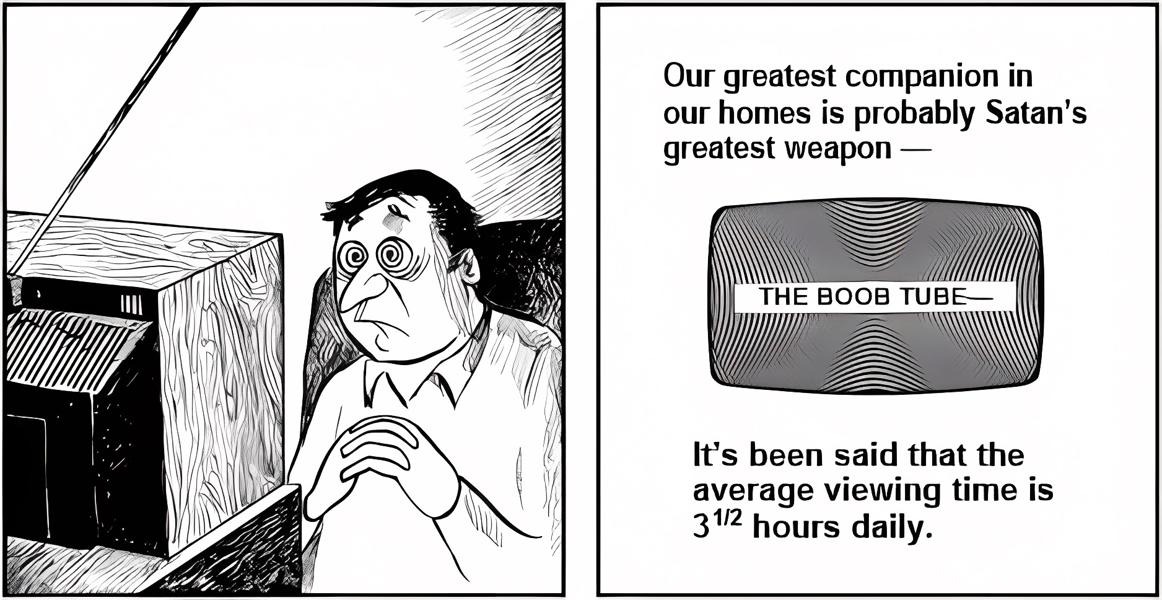 Our greatest companion in
our homes is probably Satan's
greatest weapon —
THE BOOB TUBE—
It's been said that the
average viewing time is
3 1/2 hours daily.